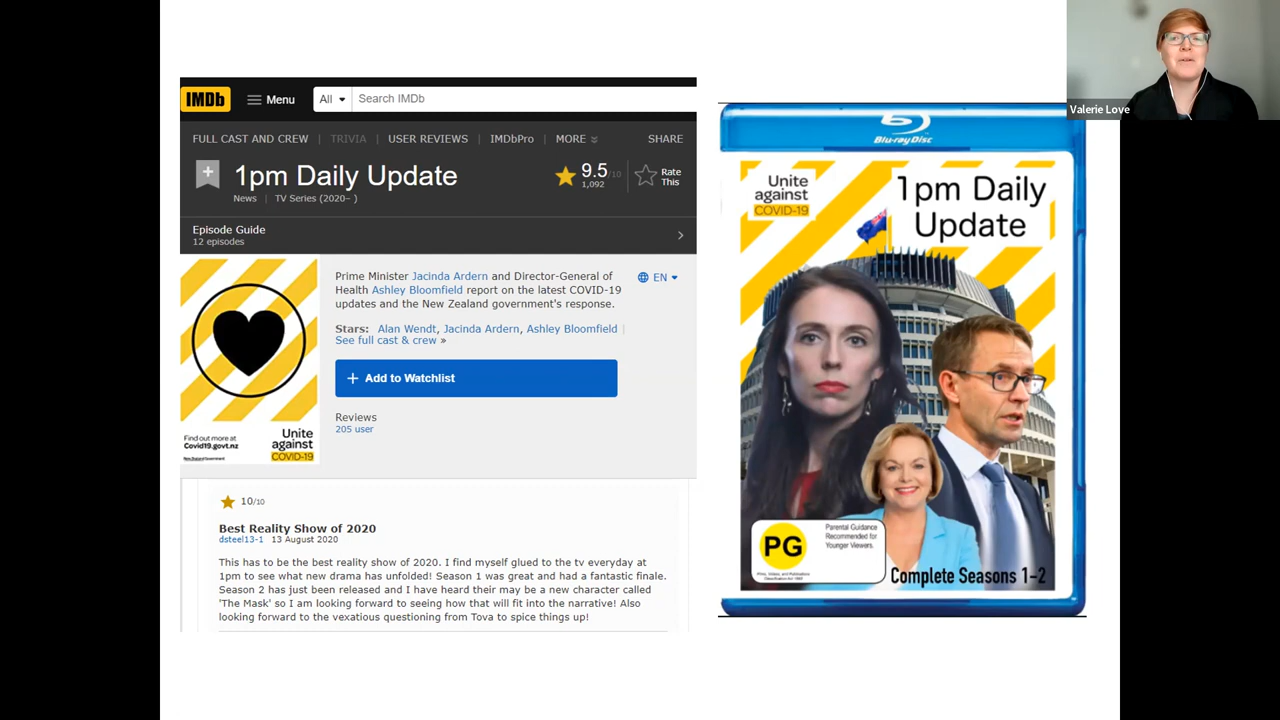 IMDb
Menu
All
Search IMDb
FULL CAST AND CREW | TRIVIA | USER REVIEWS | IMDbPro | MORE | SHARE
1pm Daily Update
News | TV Series (2020– )
9.5/10
1,092
Rate
This
Episode Guide
12 episodes
Find out more at
Covid19.govt.nz
New Zealand Government
Unite
against
COVID-19
Prime Minister Jacinda Ardern and Director-General of
Health Ashley Bloomfield report on the latest COVID-19
updates and the New Zealand government's response.
EN
Stars: Alan Wendt, Jacinda Ardern, Ashley Bloomfield |
See full cast & crew »
+ Add to Watchlist
Reviews
205 user
10/10
Best Reality Show of 2020
dsteel13-1 13 August 2020
This has to be the best reality show of 2020. I find myself glued to the tv everyday at
1pm to see what new drama has unfolded! Season 1 was great and had a fantastic finale.
Season 2 has just been released and I have heard their may be a new character called
'The Mask' so I am looking forward to seeing how that will fit into the narrative! Also
looking forward to the vexatious questioning from Tova to spice things up!
Blu-ray Disc
Unite
against
COVID-19
1pm Daily
Update
PG
Parental Guidance
Recommended for
Younger Viewers.
Complete Seasons 1-2
Valerie Love